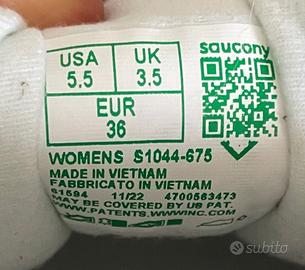 USA
5.5
UK
3.5
saucony
EUR
36
WOMENS S1044-675
MADE IN VIETNAM
FABBRICATO IN VIETNAM
61594 11/22 4700563473
MAY BE COVERED BY US PAT.
WWW.PATENTS.WWWINC.COM
subito